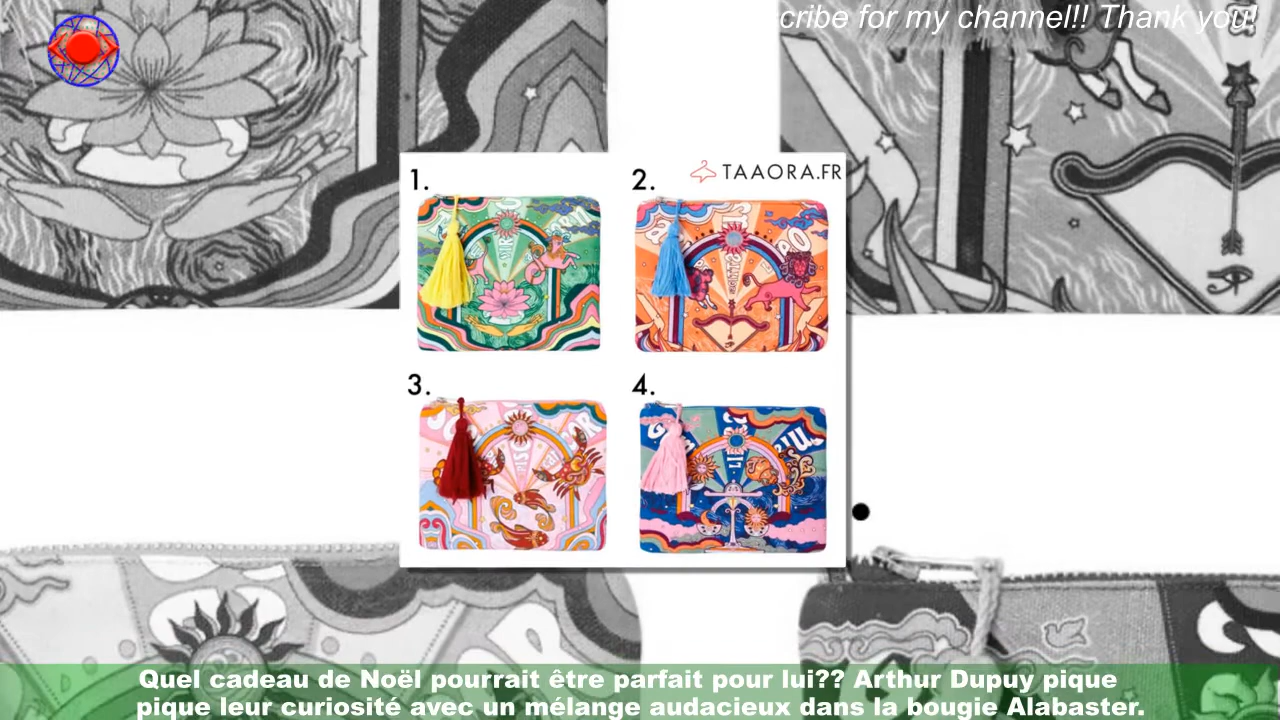 cribe for my channel!! Thank you!
1.
2.
TAAORA.FR
3.
4.
Quel cadeau de Noël pourrait être parfait pour lui?? Arthur Dupuy pique
pique leur curiosité avec un mélange audacieux dans la bougie Alabaster.